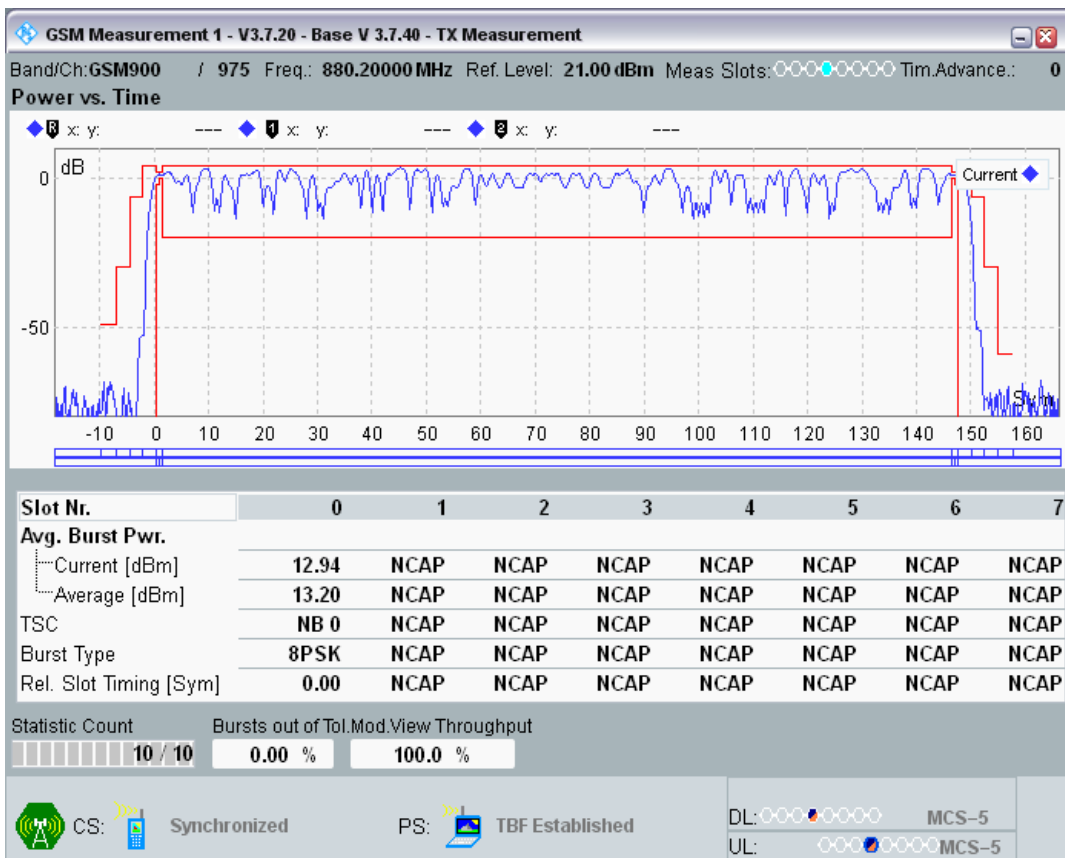 GSM Measurement 1 - V3.7.20 - Base V 3.7.40 - TX Measurement
Band/Ch:GSM900 / 975 Freq.: 880.20000 MHz Ref. Level: 21.00 dBm Meas Slots: Tim.Advance.: 0
Power vs. Time
R x: y: --- 1 x: y: --- 2 x: y: ---
dB
0
Current
-50
Sym
-10 0 10 20 30 40 50 60 70 80 90 100 110 120 130 140 150 160
Slot Nr. 0 1 2 3 4 5 6 7
Avg. Burst Pwr.
Current [dBm] 12.94 NCAP NCAP NCAP NCAP NCAP NCAP NCAP
Average [dBm] 13.20 NCAP NCAP NCAP NCAP NCAP NCAP NCAP
TSC NB 0 NCAP NCAP NCAP NCAP NCAP NCAP NCAP
Burst Type 8PSK NCAP NCAP NCAP NCAP NCAP NCAP NCAP
Rel. Slot Timing [Sym] 0.00 NCAP NCAP NCAP NCAP NCAP NCAP NCAP
Statistic Count Bursts out of Tol. Mod.View Throughput
10 / 10 0.00 % 100.0 %
CS: Synchronized PS: TBF Established DL: MCS-5
UL: MCS-5